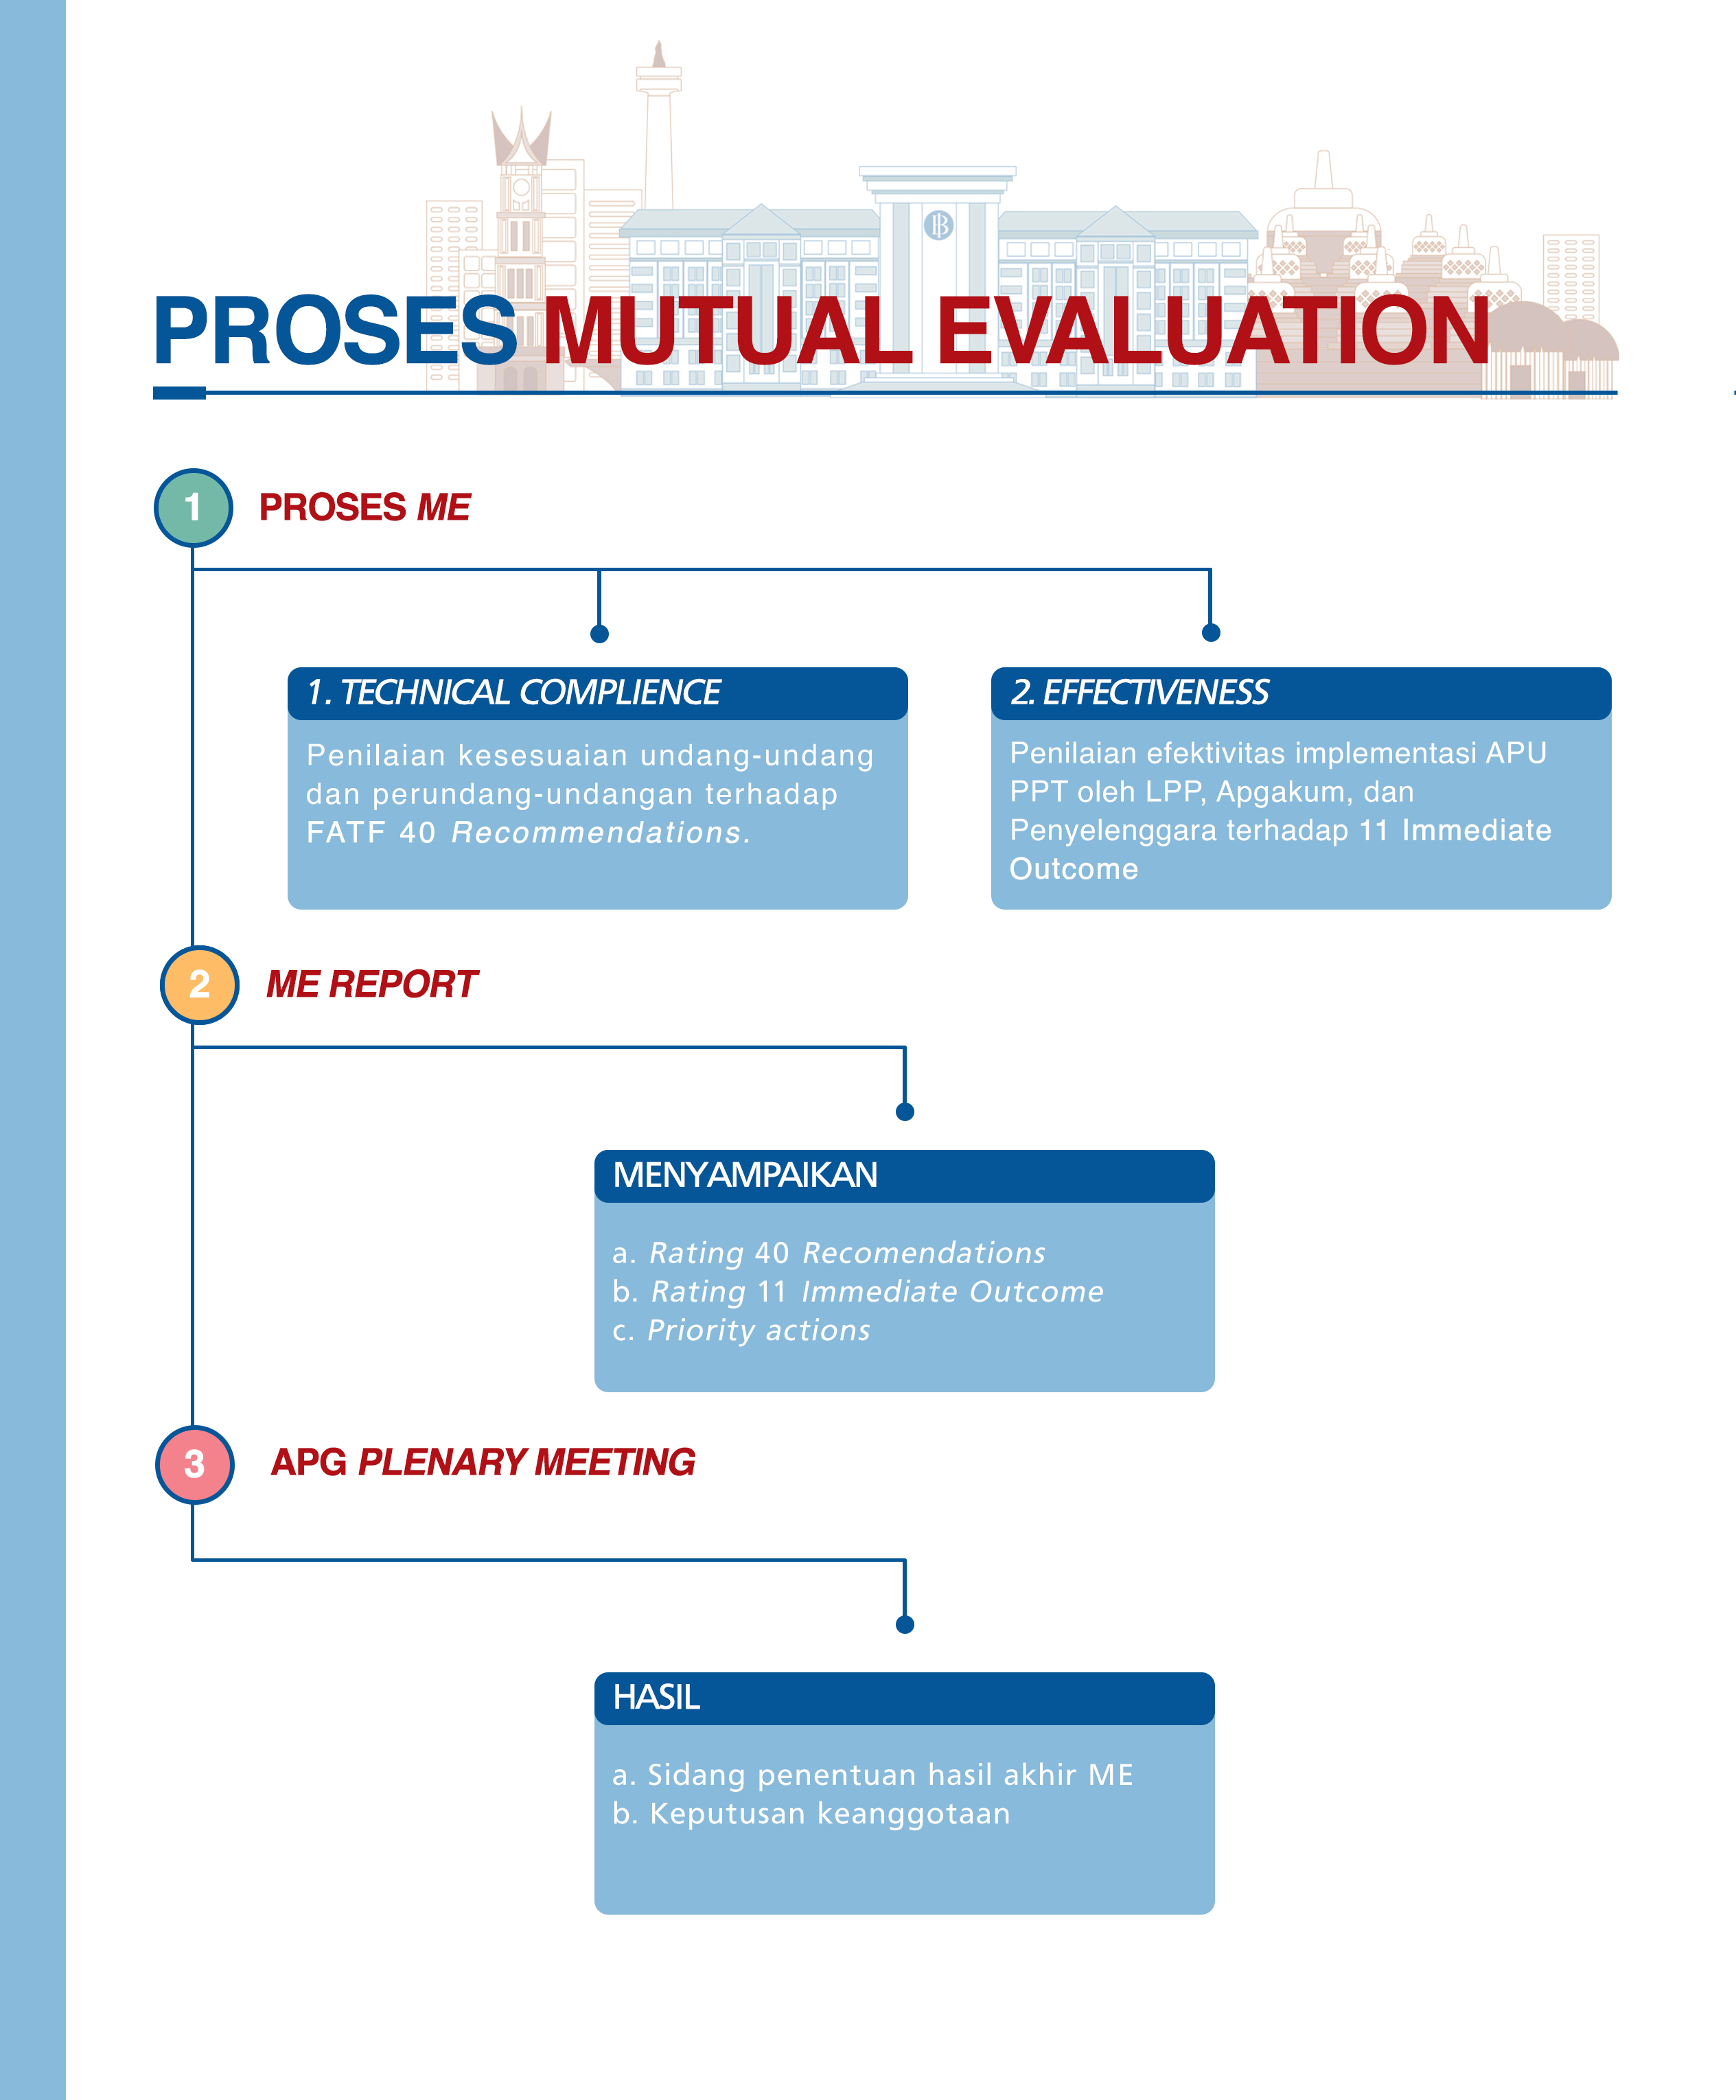 PROSES MUTUAL EVALUATION
1
PROSES ME
1. TECHNICAL COMPLIENCE
Penilaian kesesuaian undang-undang
dan perundang-undangan terhadap
FATF 40 Recommendations.
2. EFFECTIVENESS
Penilaian efektivitas implementasi APU
PPT oleh LPP, Apgakum, dan
Penyelenggara terhadap 11 Immediate
Outcome
2
ME REPORT
MENYAMPAIKAN
a. Rating 40 Recomendations
b. Rating 11 Immediate Outcome
c. Priority actions
3
APG PLENARY MEETING
HASIL
a. Sidang penentuan hasil akhir ME
b. Keputusan keanggotaan